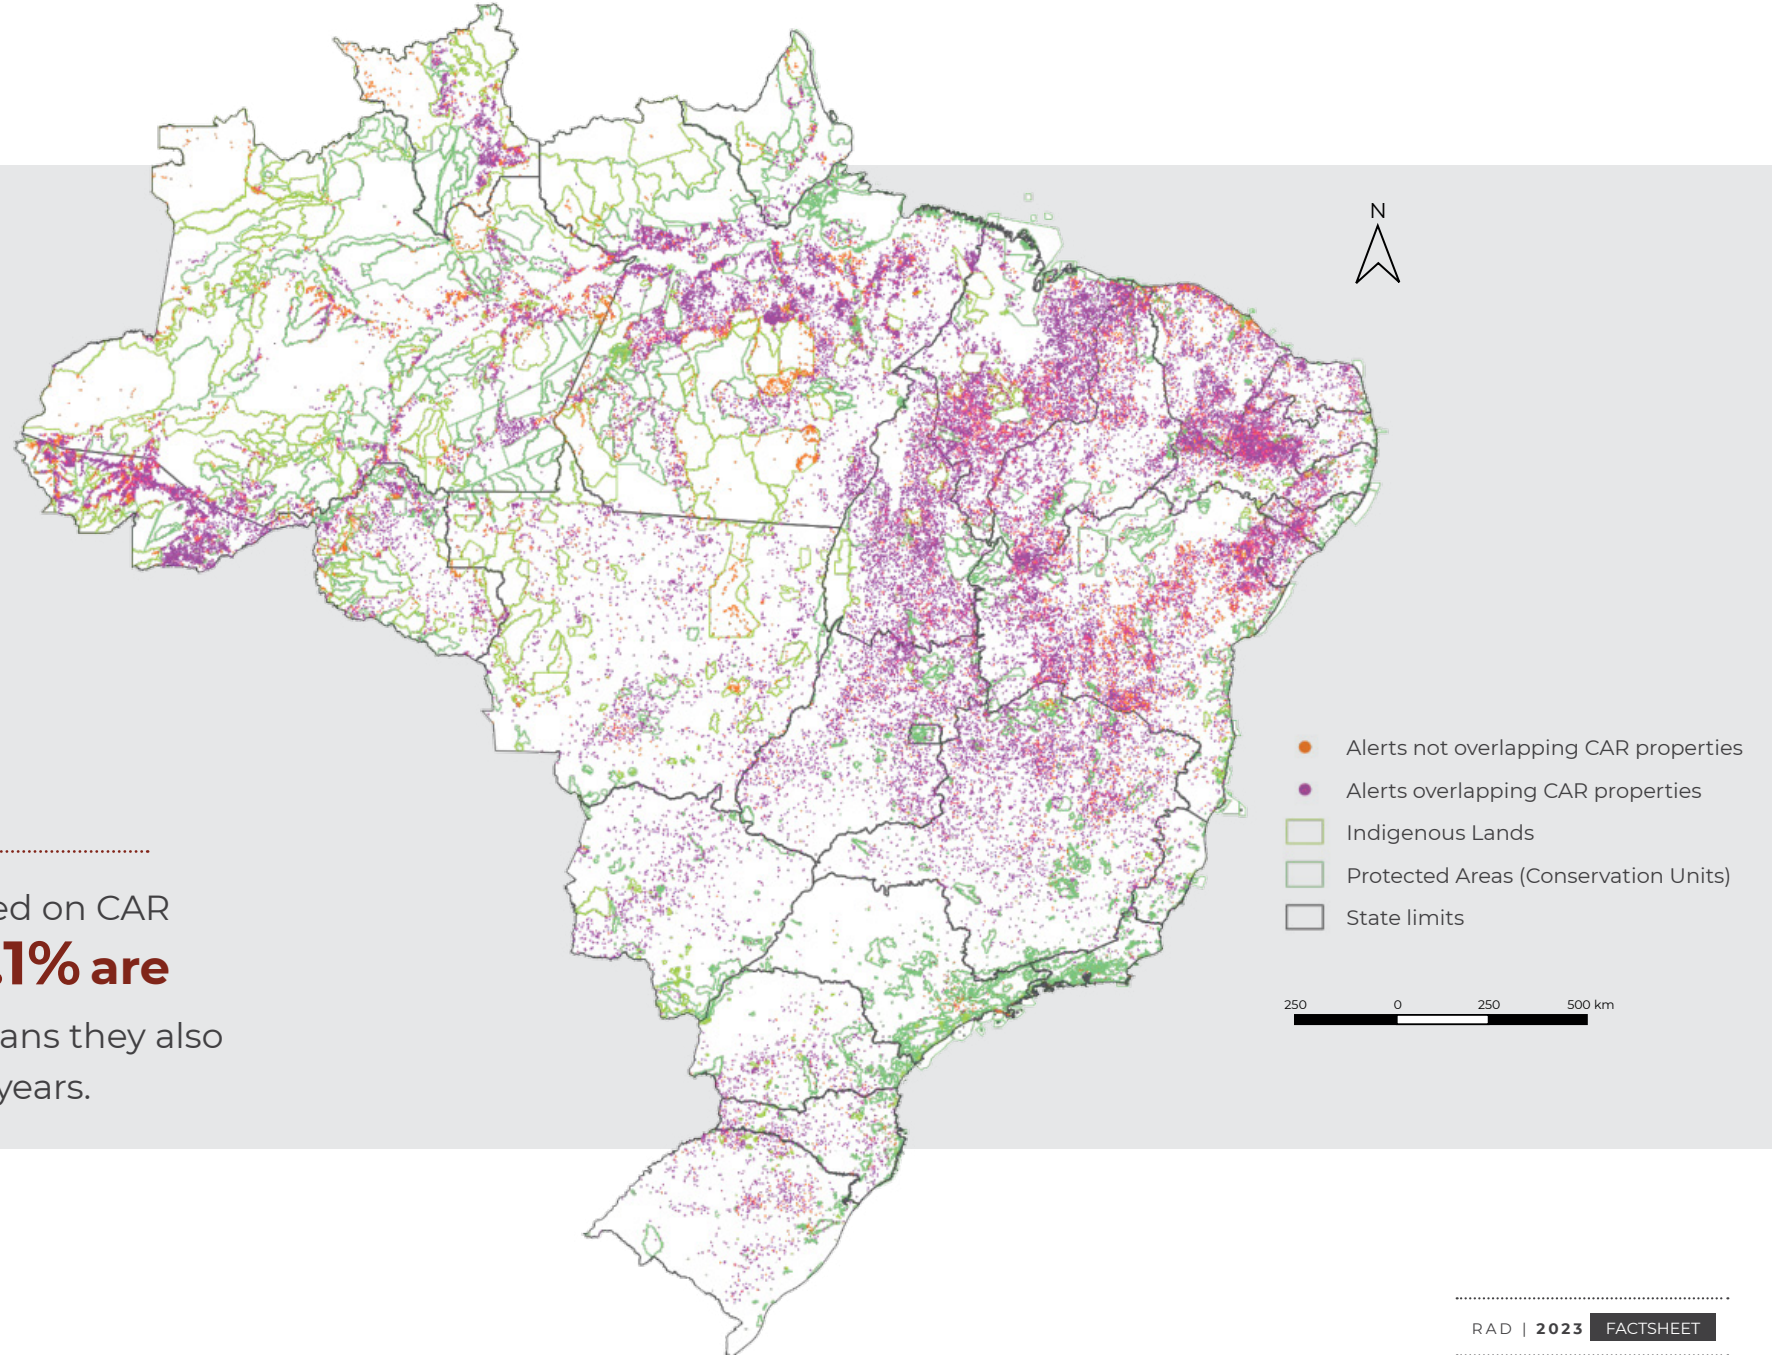 N
Alerts not overlapping CAR properties
Alerts overlapping CAR properties
Indigenous Lands
Protected Areas (Conservation Units)
State limits
250 0 250 500 km
ed on CAR
.1% are
ans they also
years.
RAD | 2023 FACTSHEET